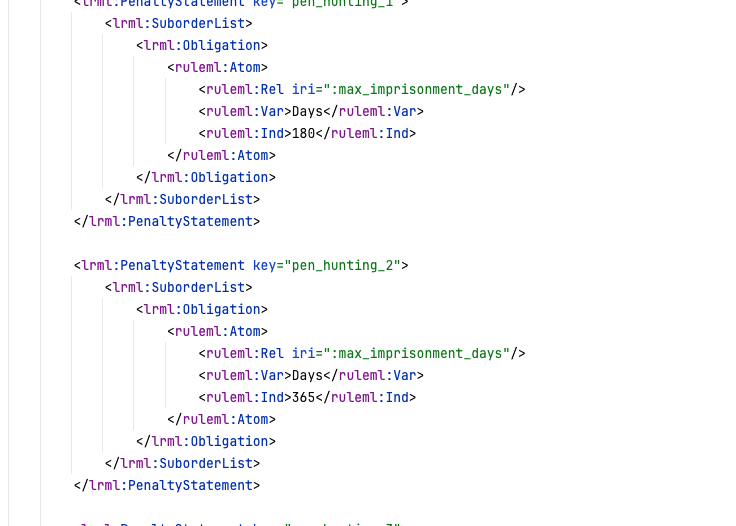 <lrml:PenaltyStatement key="pen_hunting_1">
<lrml:SuborderList>
<lrml:Obligation>
<ruleml:Atom>
<ruleml:Rel iri=":max_imprisonment_days"/>
<ruleml:Var>Days</ruleml:Var>
<ruleml:Ind>180</ruleml:Ind>
</ruleml:Atom>
</lrml:Obligation>
</lrml:SuborderList>
</lrml:PenaltyStatement>
<lrml:PenaltyStatement key="pen_hunting_2">
<lrml:SuborderList>
<lrml:Obligation>
<ruleml:Atom>
<ruleml:Rel iri=":max_imprisonment_days"/>
<ruleml:Var>Days</ruleml:Var>
<ruleml:Ind>365</ruleml:Ind>
</ruleml:Atom>
</lrml:Obligation>
</lrml:SuborderList>
</lrml:PenaltyStatement>